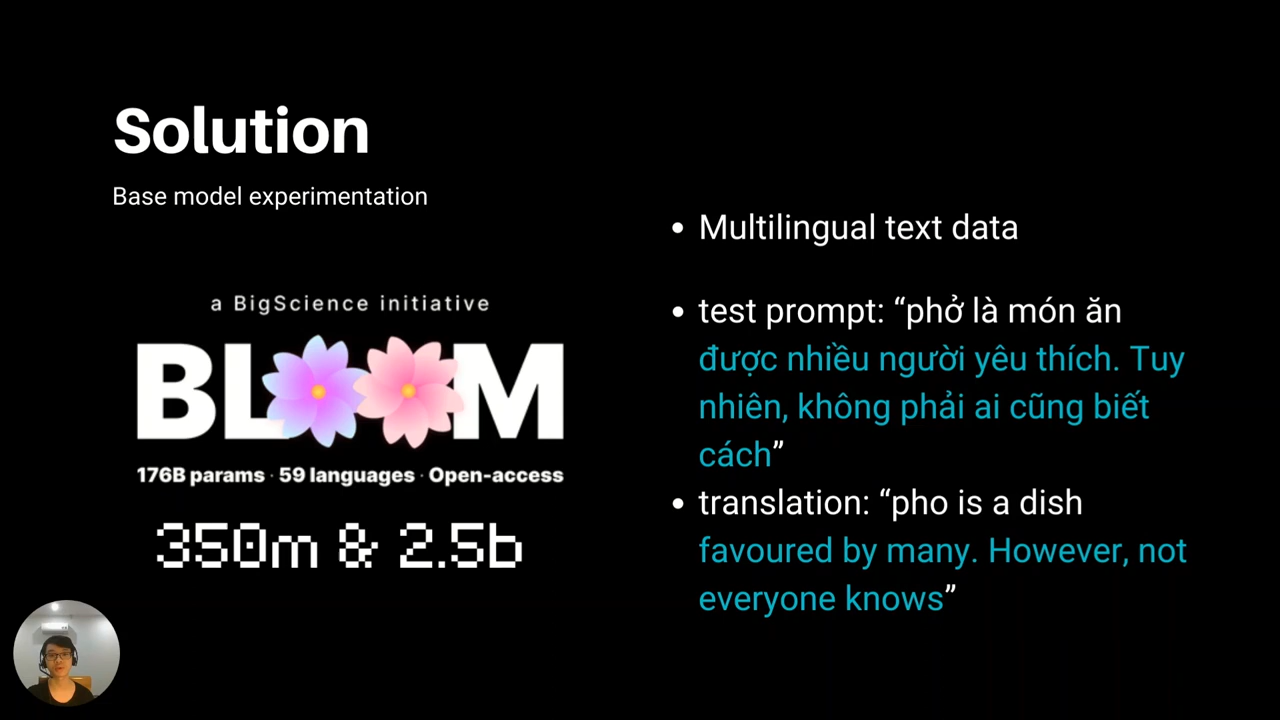 Solution
Base model experimentation
a BigScience initiative
BLOOM
176B params · 59 languages · Open-access
350m & 2.5b
• Multilingual text data
• test prompt: “phở là món ăn
được nhiều người yêu thích. Tuy
nhiên, không phải ai cũng biết
cách”
• translation: “pho is a dish
favoured by many. However, not
everyone knows”